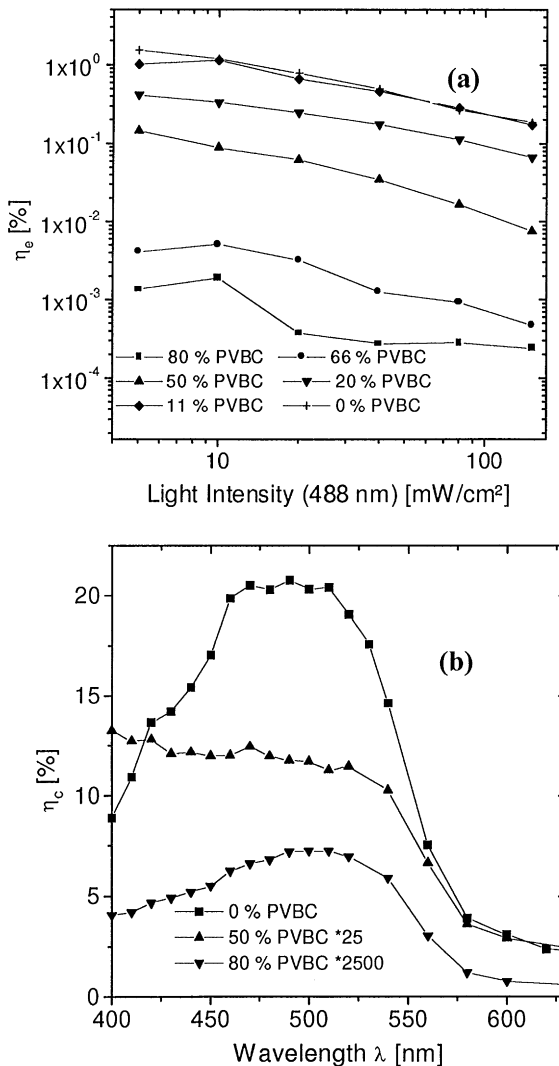 (a)
1x10⁰
1x10⁻¹
1x10⁻²
1x10⁻³
1x10⁻⁴
ηe [%]
80 % PVBC
66 % PVBC
50 % PVBC
20 % PVBC
11 % PVBC
0 % PVBC
10
100
Light Intensity (488 nm) [mW/cm²]
(b)
20
15
10
5
0
ηc [%]
0 % PVBC
50 % PVBC *25
80 % PVBC *2500
400
450
500
550
600
Wavelength λ [nm]